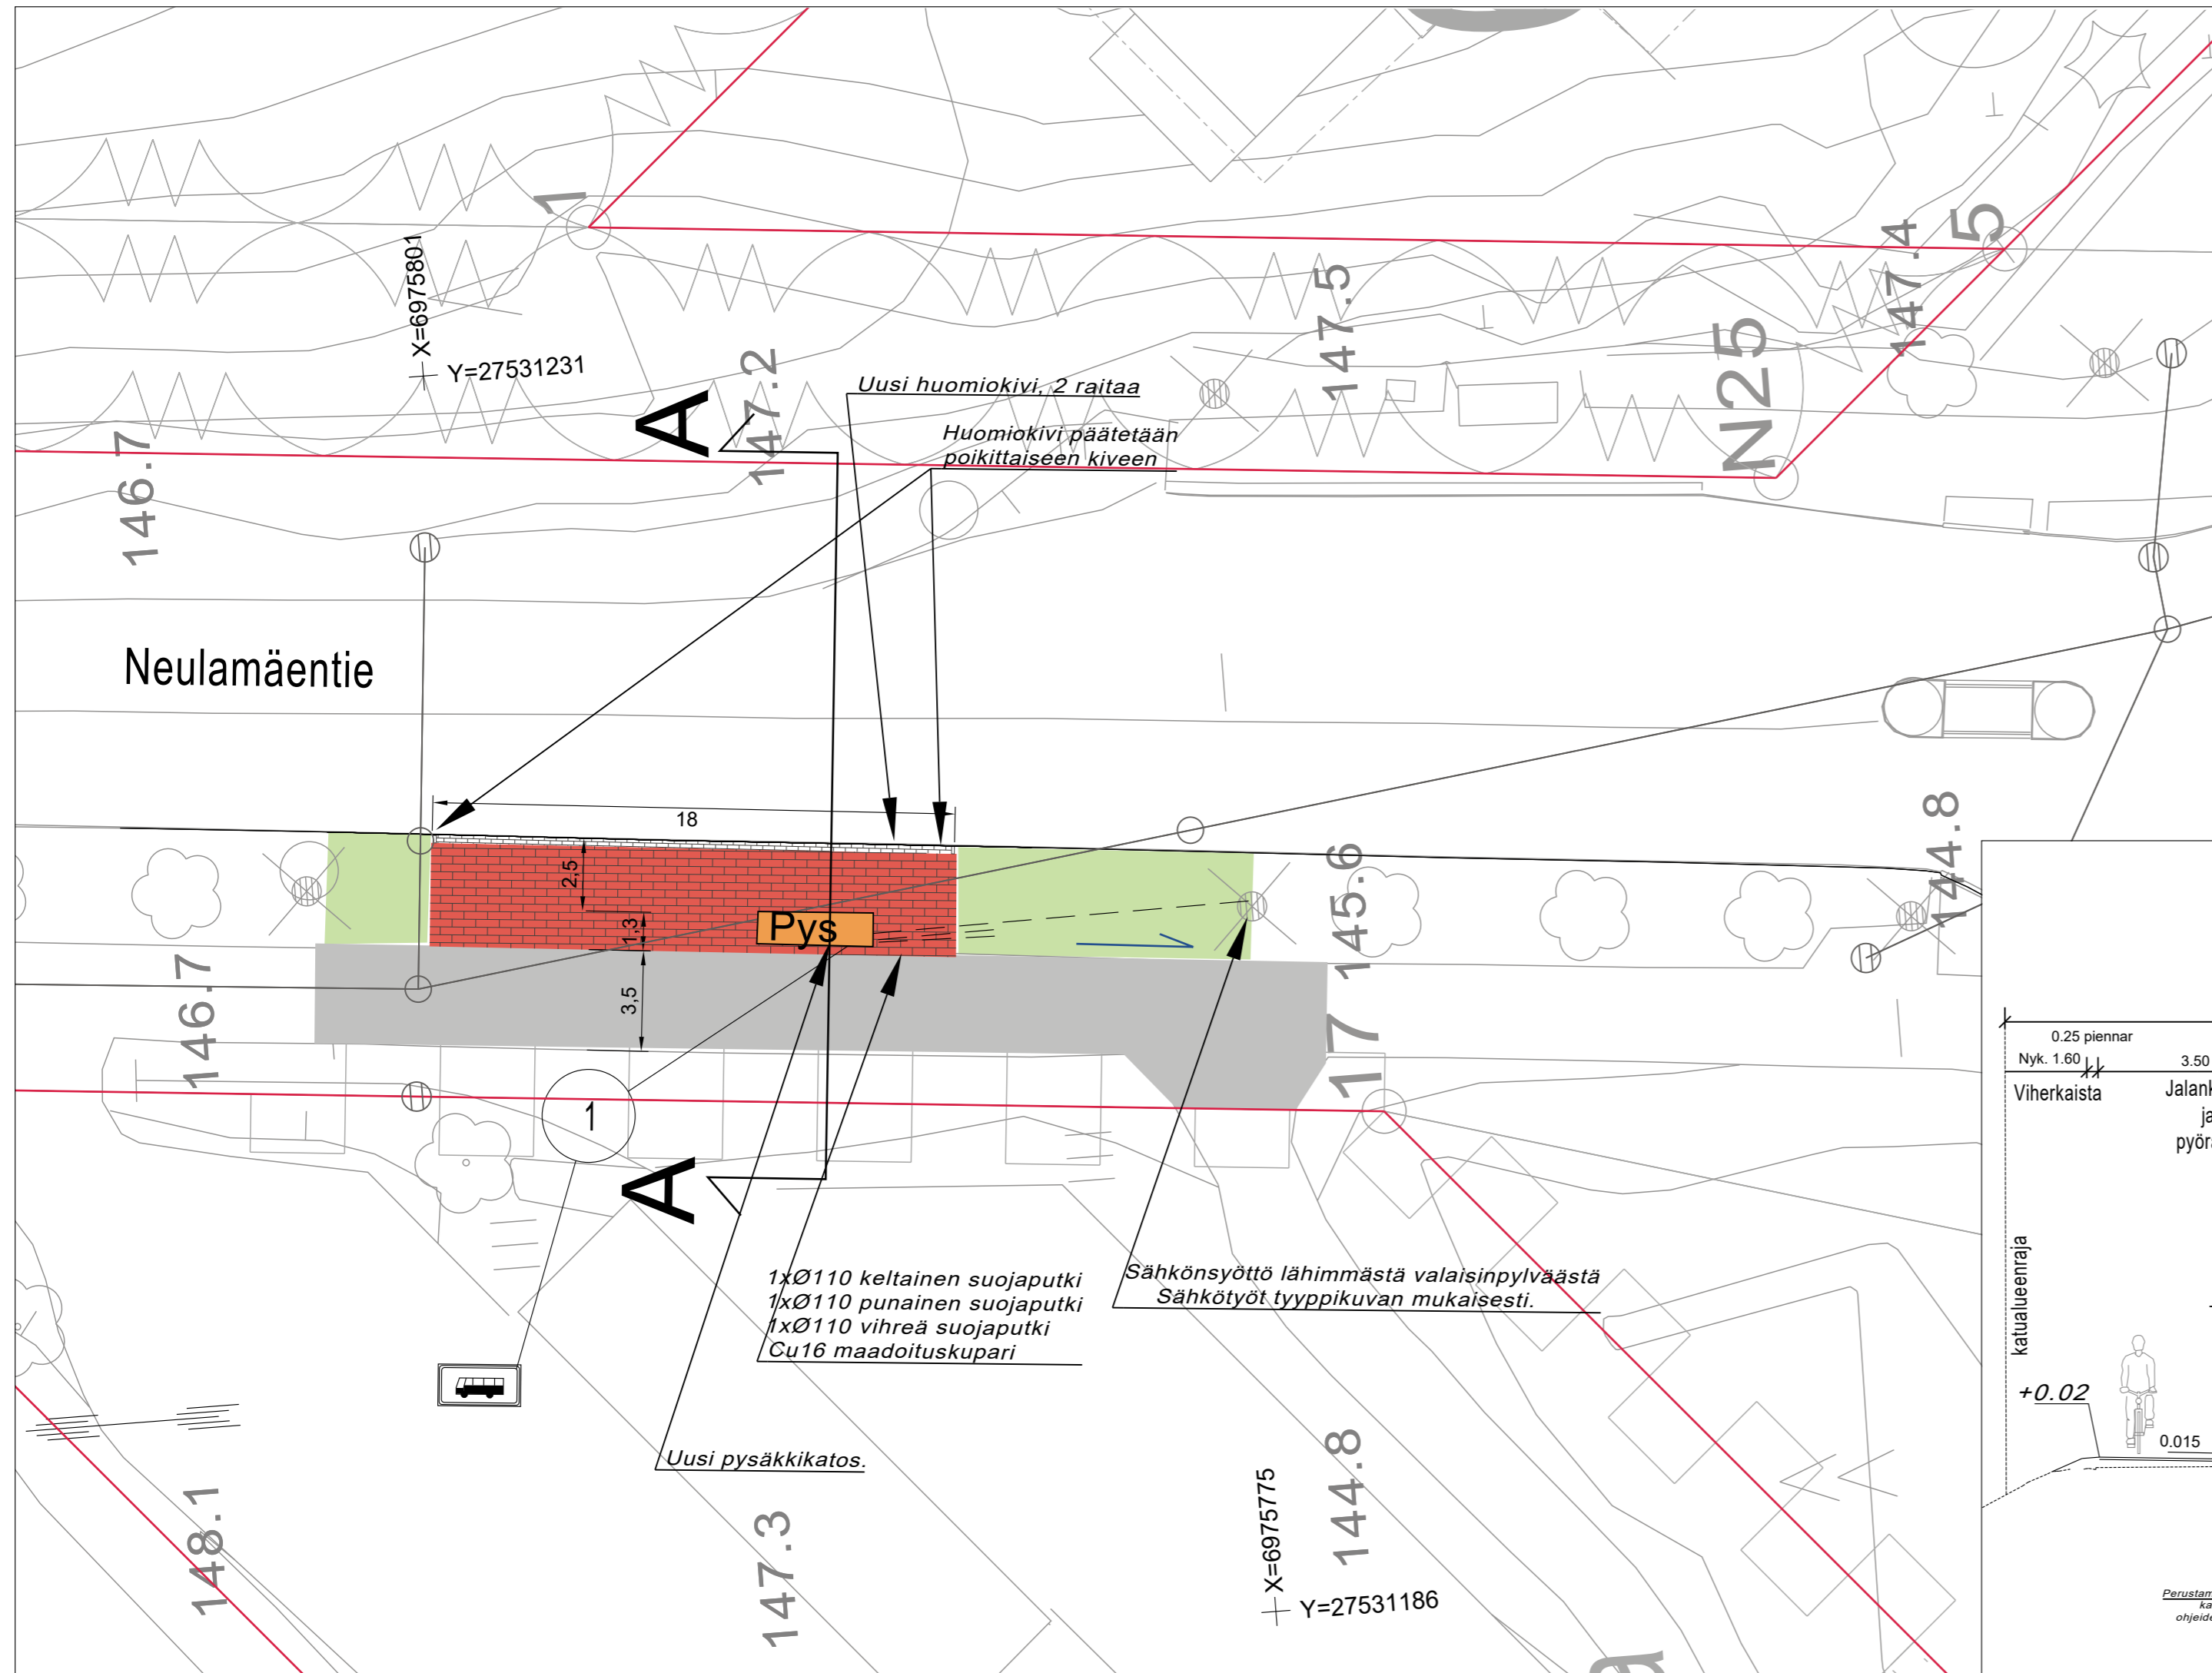 1
5
147.4
X=6975801
Y=27531231
147.5
147.2
N25
Uusi huomiokivi, 2 raitaa
Huomiokivi päätetään
poikittaiseen kiveen
A
146.7
Neulamäentie
18
2,5
1,3
3,5
Pys
145.6
144.8
146.7
17
1
A
0.25 piennar
Nyk. 1.60
3.50
Viherkaista
katualueenraja
+0.02
0.015
1xØ110 keltainen suojaputki
1xØ110 punainen suojaputki
1xØ110 vihreä suojaputki
Cu16 maadoituskupari
Sähkönsyöttö lähimmästä valaisinpylväästä
Sähkötyöt tyyppikuvan mukaisesti.
Uusi pysäkkikatos.
148.1
147.3
144.8
X=6975775
Y=27531186